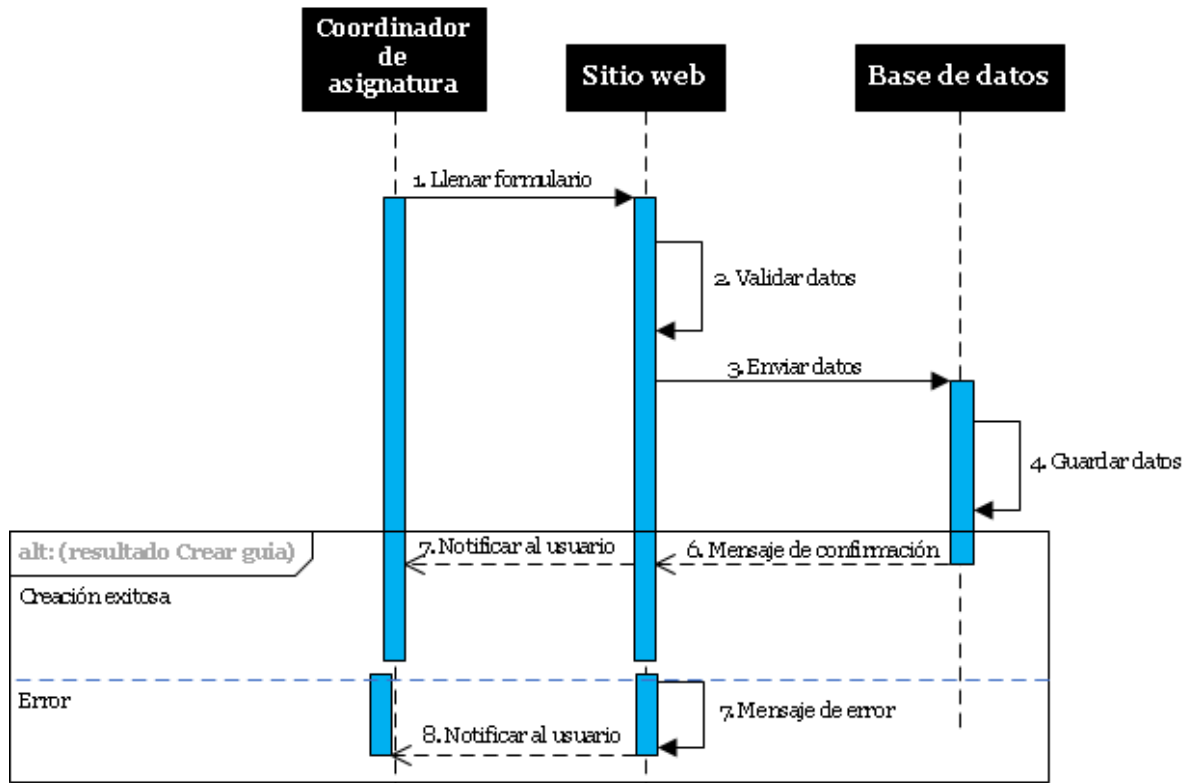 Coordinador
de
asignatura
Sitio web
Base de datos
1. Llenar formulario
2. Validar datos
3. Enviar datos
4. Guardar datos
alt: (resultado Crear guia)
7. Notificar al usuario
6. Mensaje de confirmación
Creación exitosa
Error
7. Mensaje de error
8. Notificar al usuario